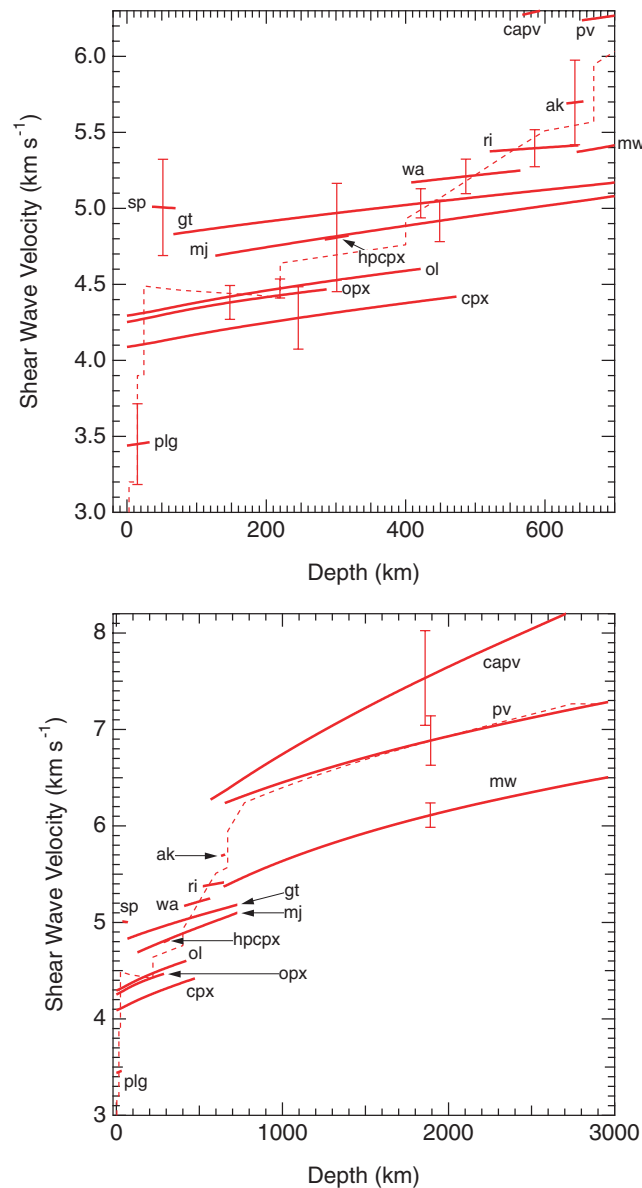 capv
pv
6.0
ak
ri
mw
5.5
wa
sp
gt
5.0
mj
hpcpx
ol
4.5
opx
cpx
4.0
3.5
plg
3.0
0
200
400
600
Shear Wave Velocity (km s⁻¹)
Depth (km)
8
capv
7
pv
mw
6
ak
ri
gt
wa
sp
mj
5
hpcpx
ol
opx
cpx
4
plg
3
0
1000
2000
3000
Shear Wave Velocity (km s⁻¹)
Depth (km)